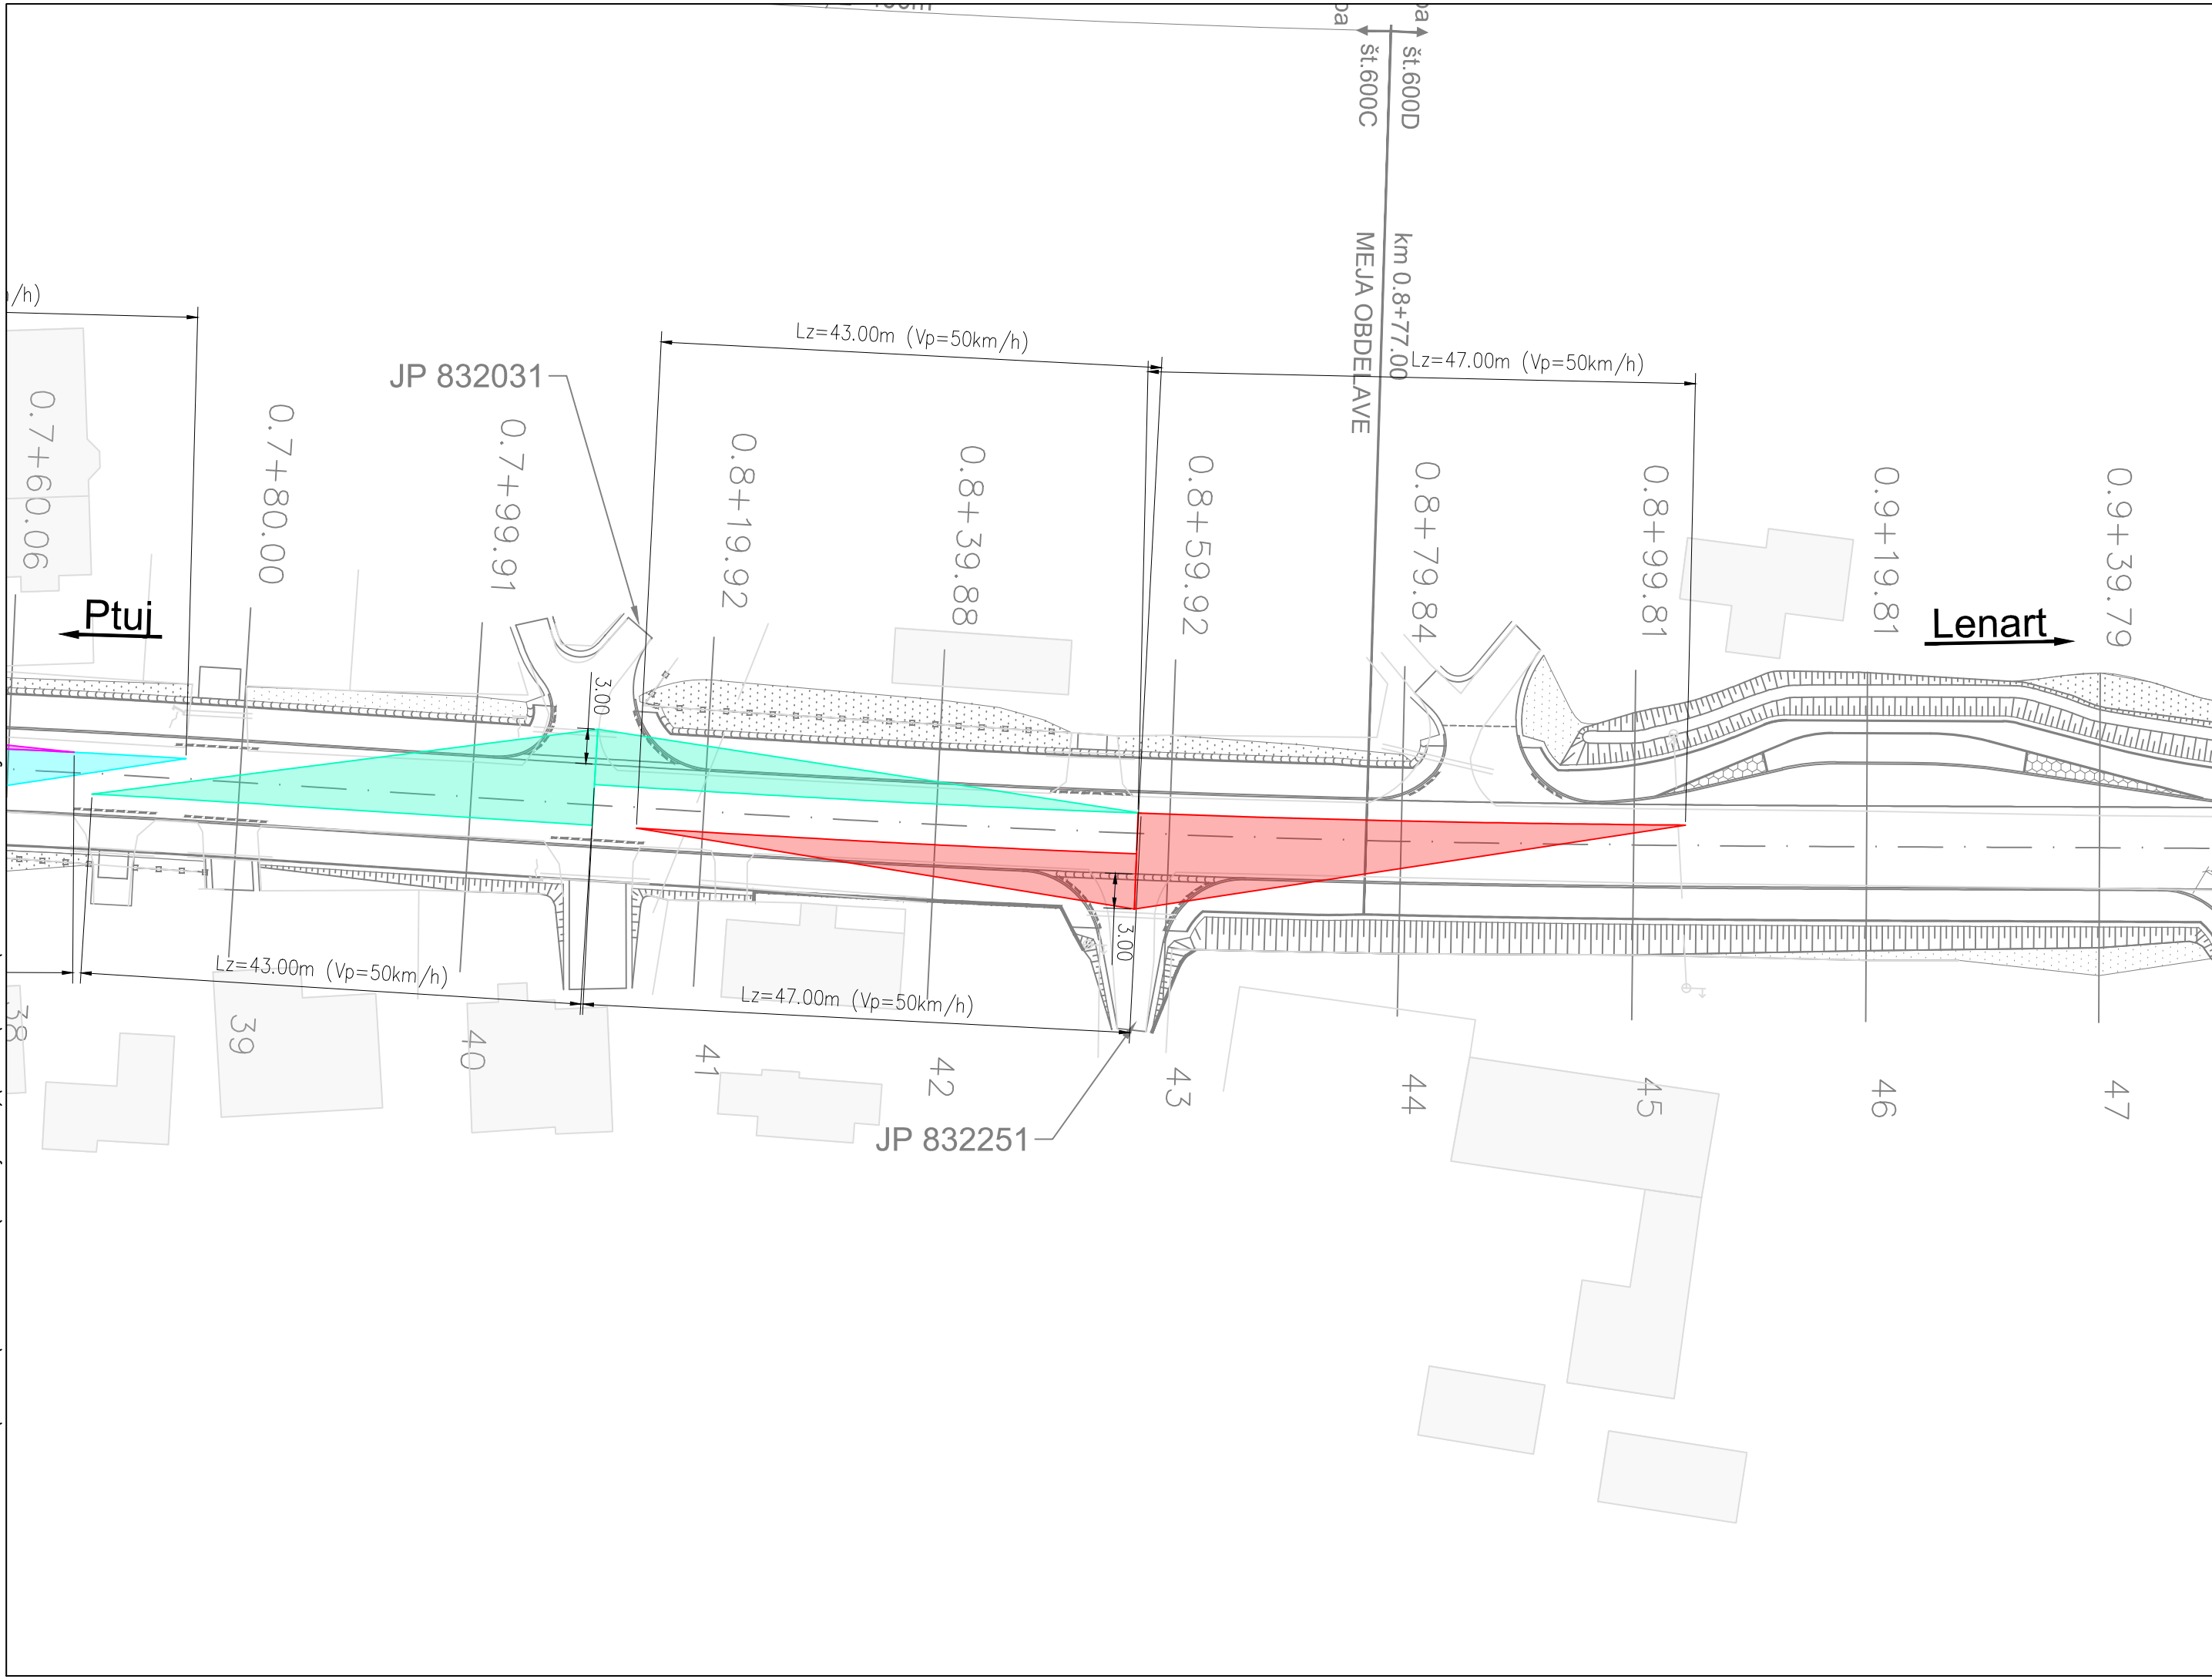 št.600C
št.600D
km 0.8+77.00
MEJA OBDELAVE
/h)
Lz=43.00m (Vp=50km/h)
Lz=47.00m (Vp=50km/h)
JP 832031
0.7+60.06
0.7+80.00
0.7+99.91
0.8+19.92
0.8+39.88
0.8+59.92
0.8+79.84
0.8+99.81
0.9+19.81
0.9+39.79
Ptuj
Lenart
3.00
3.00
Lz=43.00m (Vp=50km/h)
Lz=47.00m (Vp=50km/h)
38
39
40
41
42
43
44
45
46
47
JP 832251